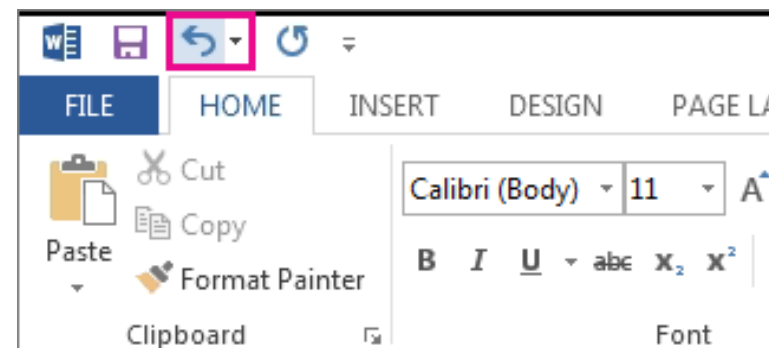 FILE HOME INSERT DESIGN PAGE LA
Cut
Calibri (Body) 11 A
Copy
Paste
B I U abc X₂ X²
Format Painter
Clipboard Font